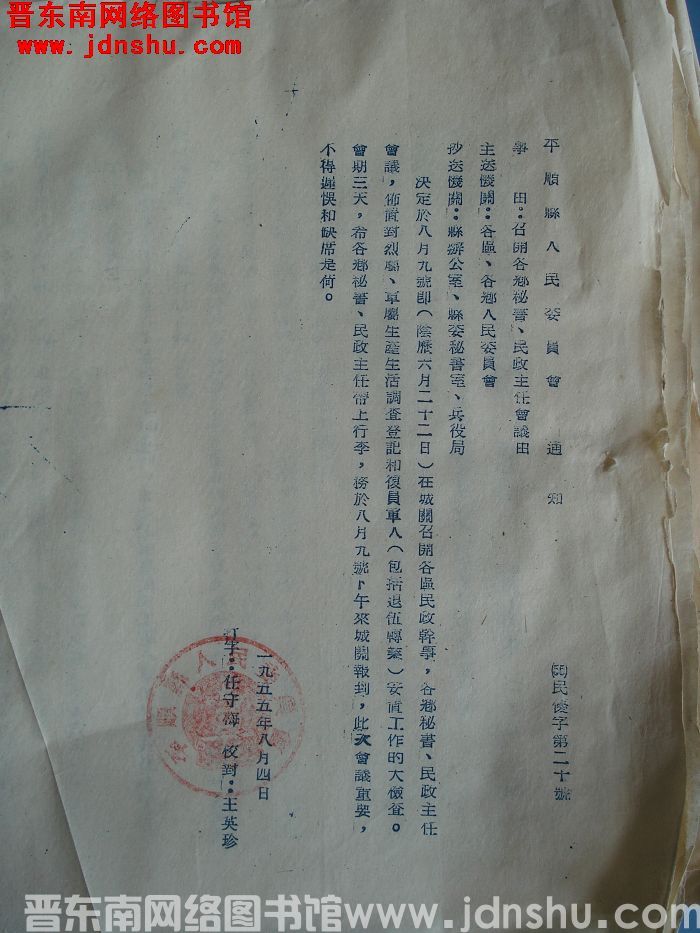 晋东南网络图书馆
www.jdnshu.com
平順縣人民委員會 通知
(55)民優字第二十號
事 由：召開各鄉秘書、民政主任會議由
主送機關：各區、各鄉人民委員會
抄送機關：縣辦公室、縣委秘書室、兵役局
决定於八月九號即(陰歷六月二十二日)在城關召開各區民政幹事，各鄉秘書、民政主任
會議，佈置對烈屬、軍屬生產生活調查登記和復員軍人(包括退伍轉業)安置工作的大檢查。
會期三天，希各鄉秘書、民政主任帶上行李，務於八月九號下午來城關報到，此次會議重要，
不得遲悞和缺席是荷。
一九五五年八月四日
打字：任守梅 校對：王英珍
晋东南网络图书馆www.jdnshu.com